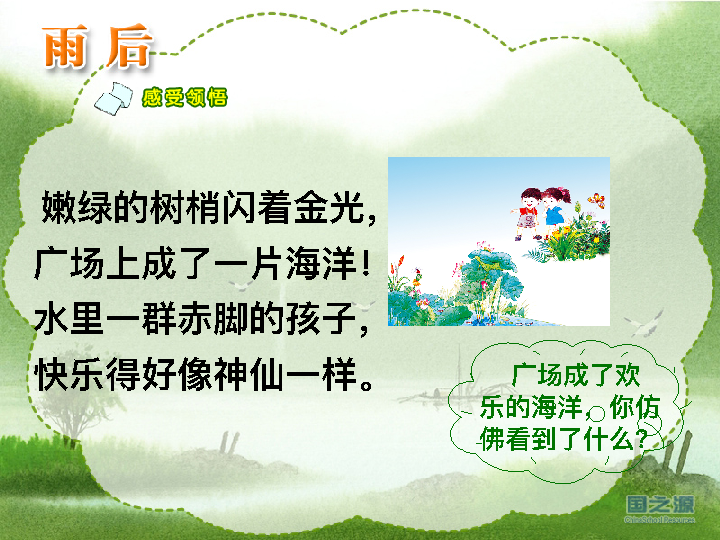 雨后
感受领悟
嫩绿的树梢闪着金光，
广场上成了一片海洋！
水里一群赤脚的孩子，
快乐得好像神仙一样。
广场成了欢
乐的海洋，你仿
佛看到了什么？
国之源